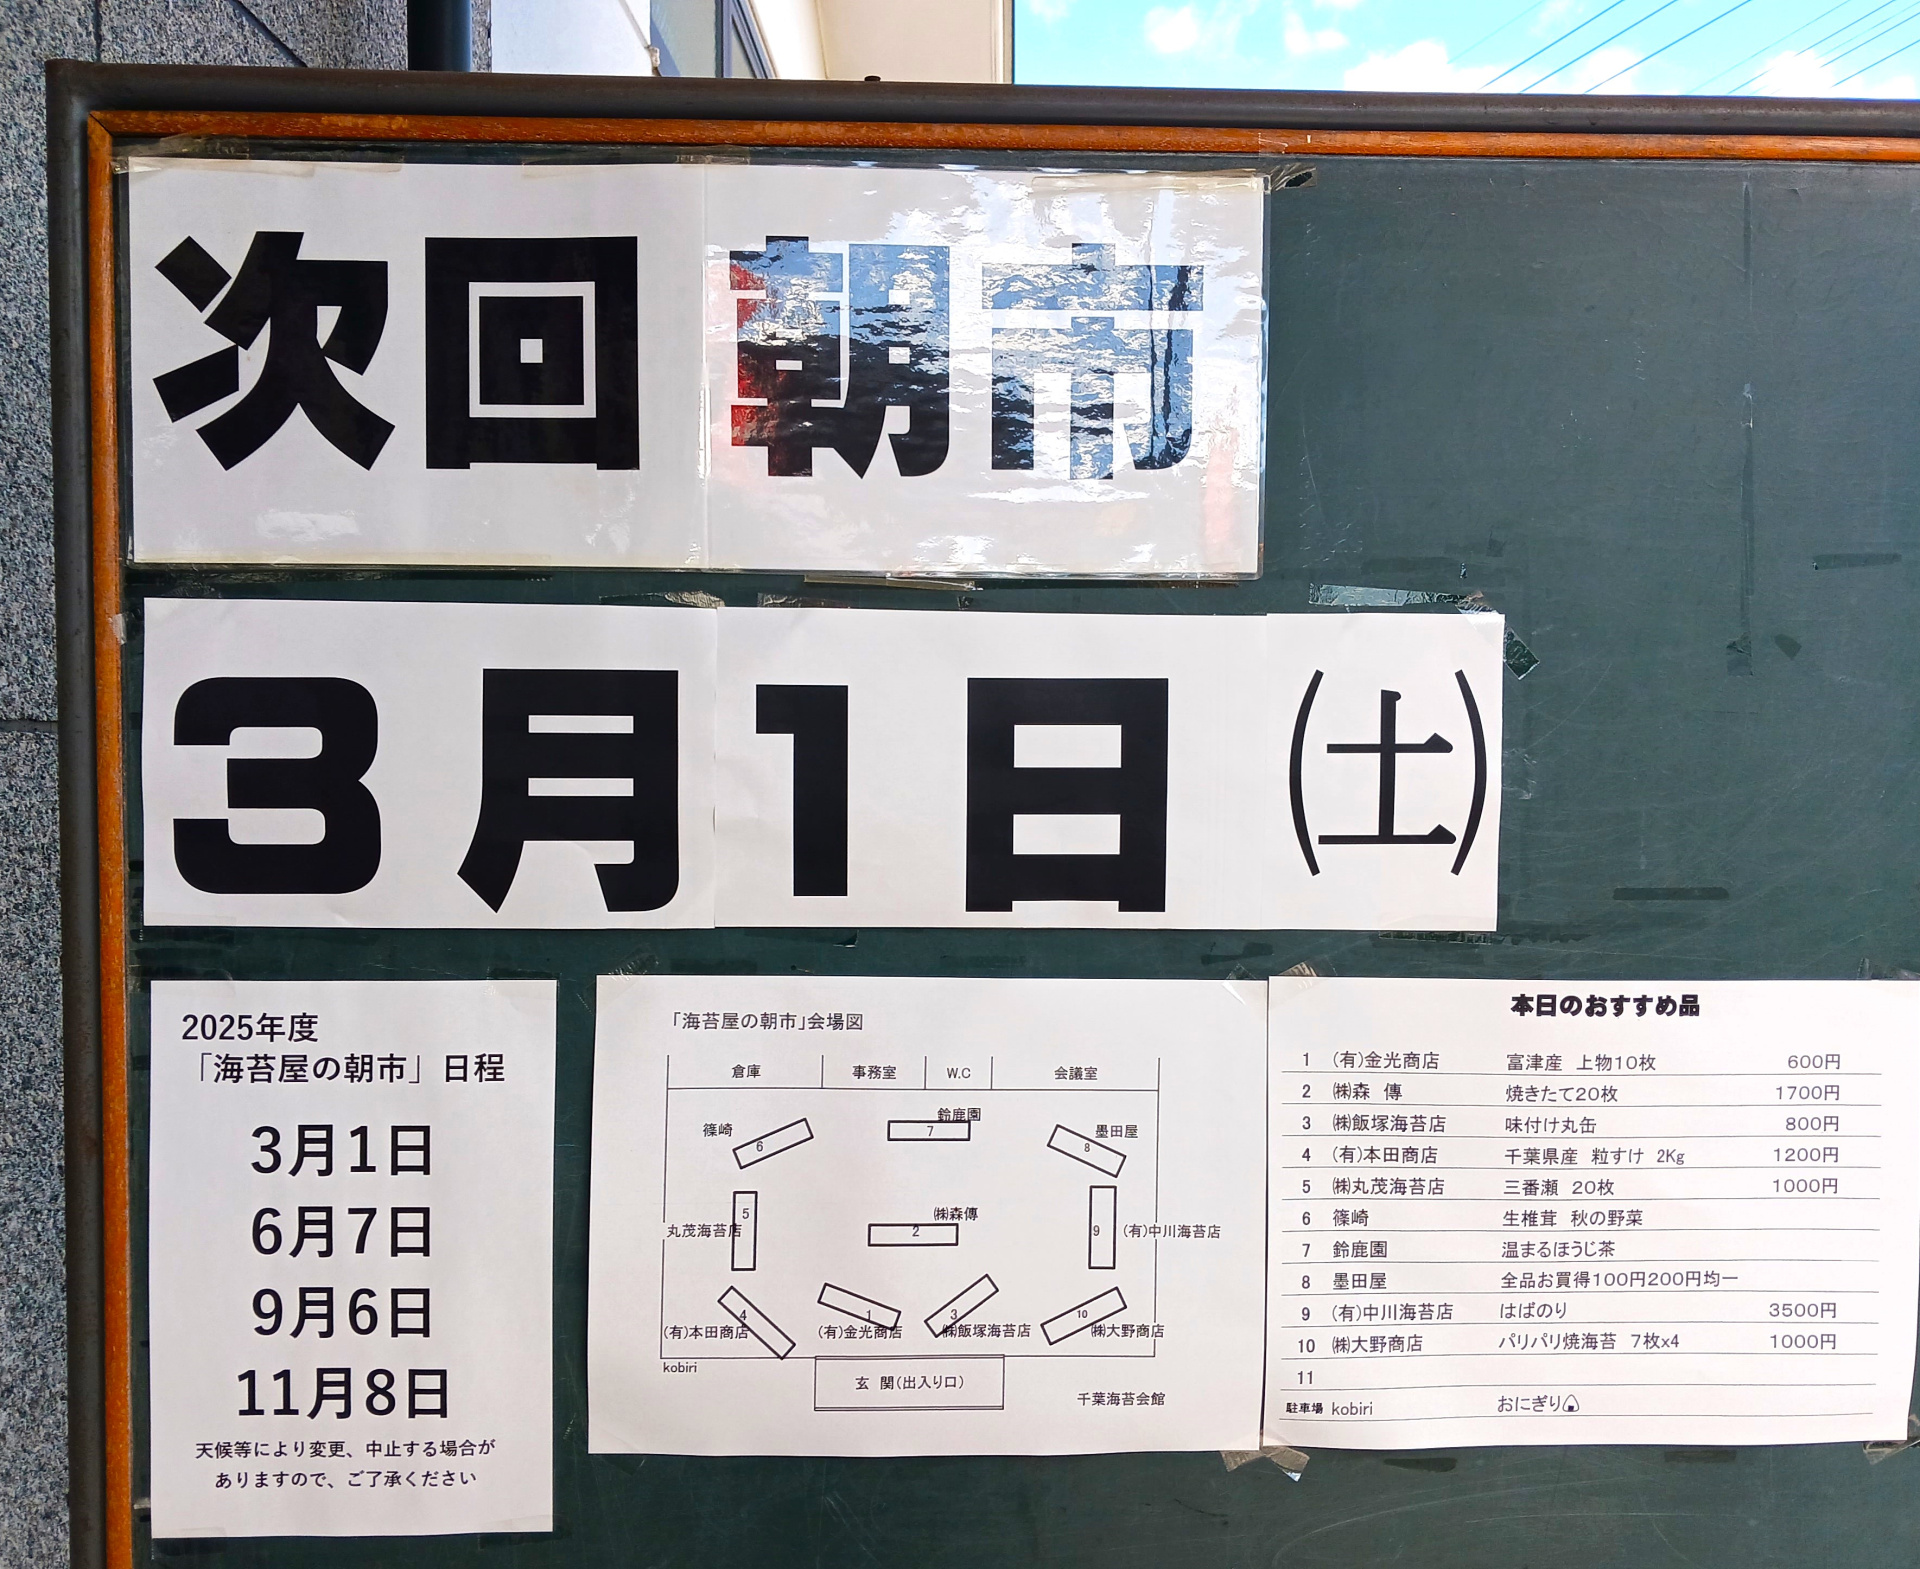 次回 朝市
3月1日 (土)
2025年度
「海苔屋の朝市」日程
3月1日
6月7日
9月6日
11月8日
天候等により変更、中止する場合が
ありますので、ご了承ください
「海苔屋の朝市」会場図
倉庫 事務室 W.C 会議室
篠崎 6
鈴鹿園 7
墨田屋 8
丸茂海苔店 5
㈱森傳 2
9 (有)中川海苔店
4 (有)本田商店
1 (有)金光商店
3 ㈱飯塚海苔店
10 ㈱大野商店
kobiri
玄 関(出入り口)
千葉海苔会館
本日のおすすめ品
1 (有)金光商店 富津産 上物10枚 600円
2 ㈱森 傳 焼きたて20枚 1700円
3 ㈱飯塚海苔店 味付け丸缶 800円
4 (有)本田商店 千葉県産 粒すけ 2Kg 1200円
5 ㈱丸茂海苔店 三番瀬 20枚 1000円
6 篠崎 生椎茸 秋の野菜
7 鈴鹿園 温まるほうじ茶
8 墨田屋 全品お買得100円200円均一
9 (有)中川海苔店 はばのり 3500円
10 ㈱大野商店 パリパリ焼海苔 7枚x4 1000円
11
駐車場 kobiri おにぎり🍙